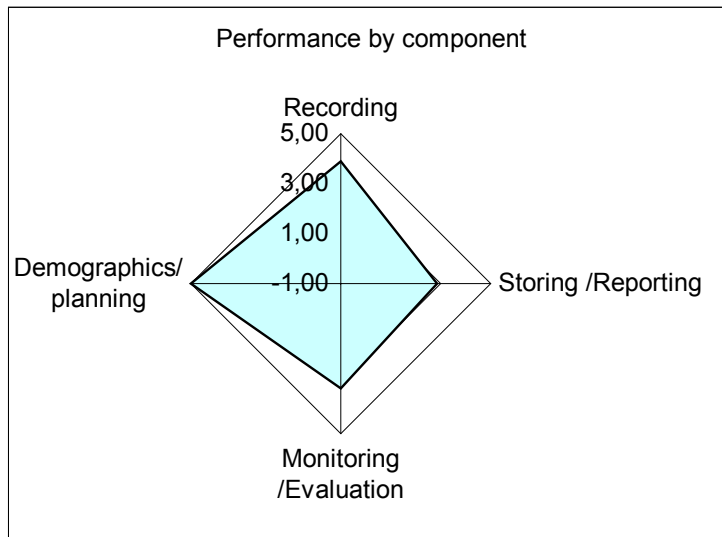 Performance by component
Recording
5,00
3,00
1,00
-1,00
Demographics/
planning
Storing /Reporting
Monitoring
/Evaluation